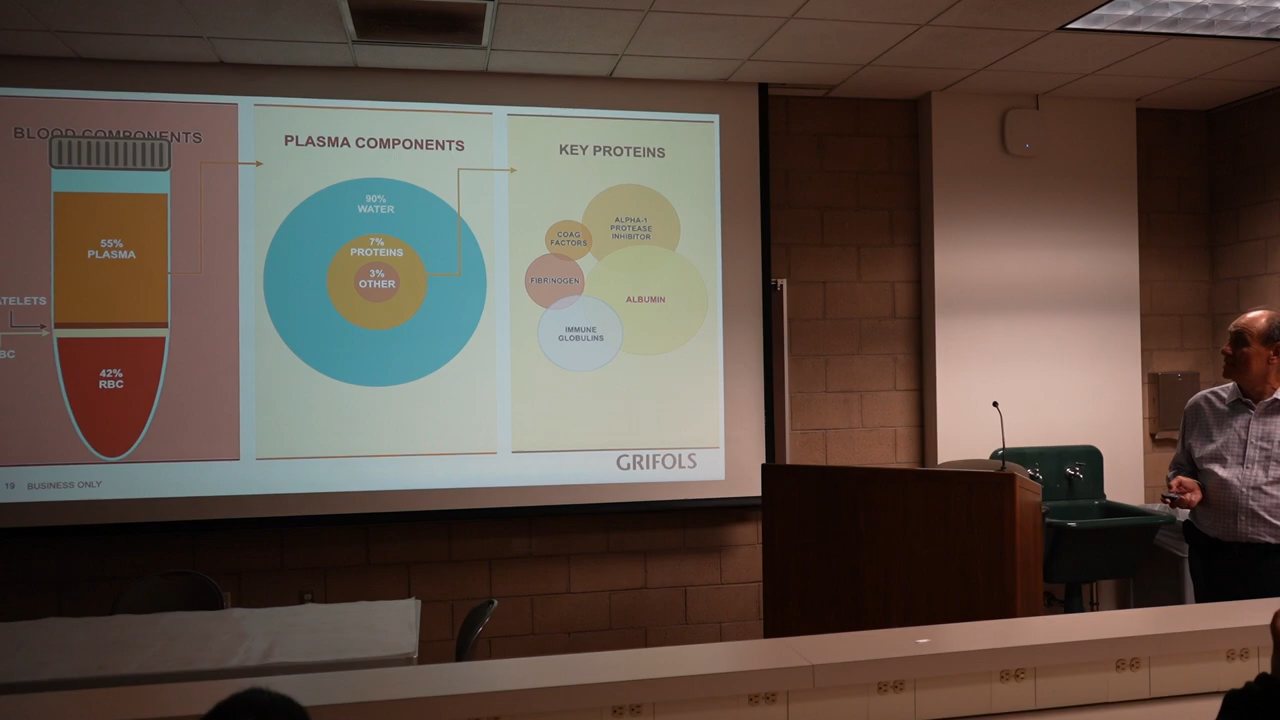 BLOOD COMPONENTS
55%
PLASMA
ATELETS
BC
42%
RBC
PLASMA COMPONENTS
90%
WATER
7%
PROTEINS
3%
OTHER
KEY PROTEINS
ALPHA-1
PROTEASE
INHIBITOR
COAG
FACTORS
FIBRINOGEN
ALBUMIN
IMMUNE
GLOBULINS
GRIFOLS
19 BUSINESS ONLY